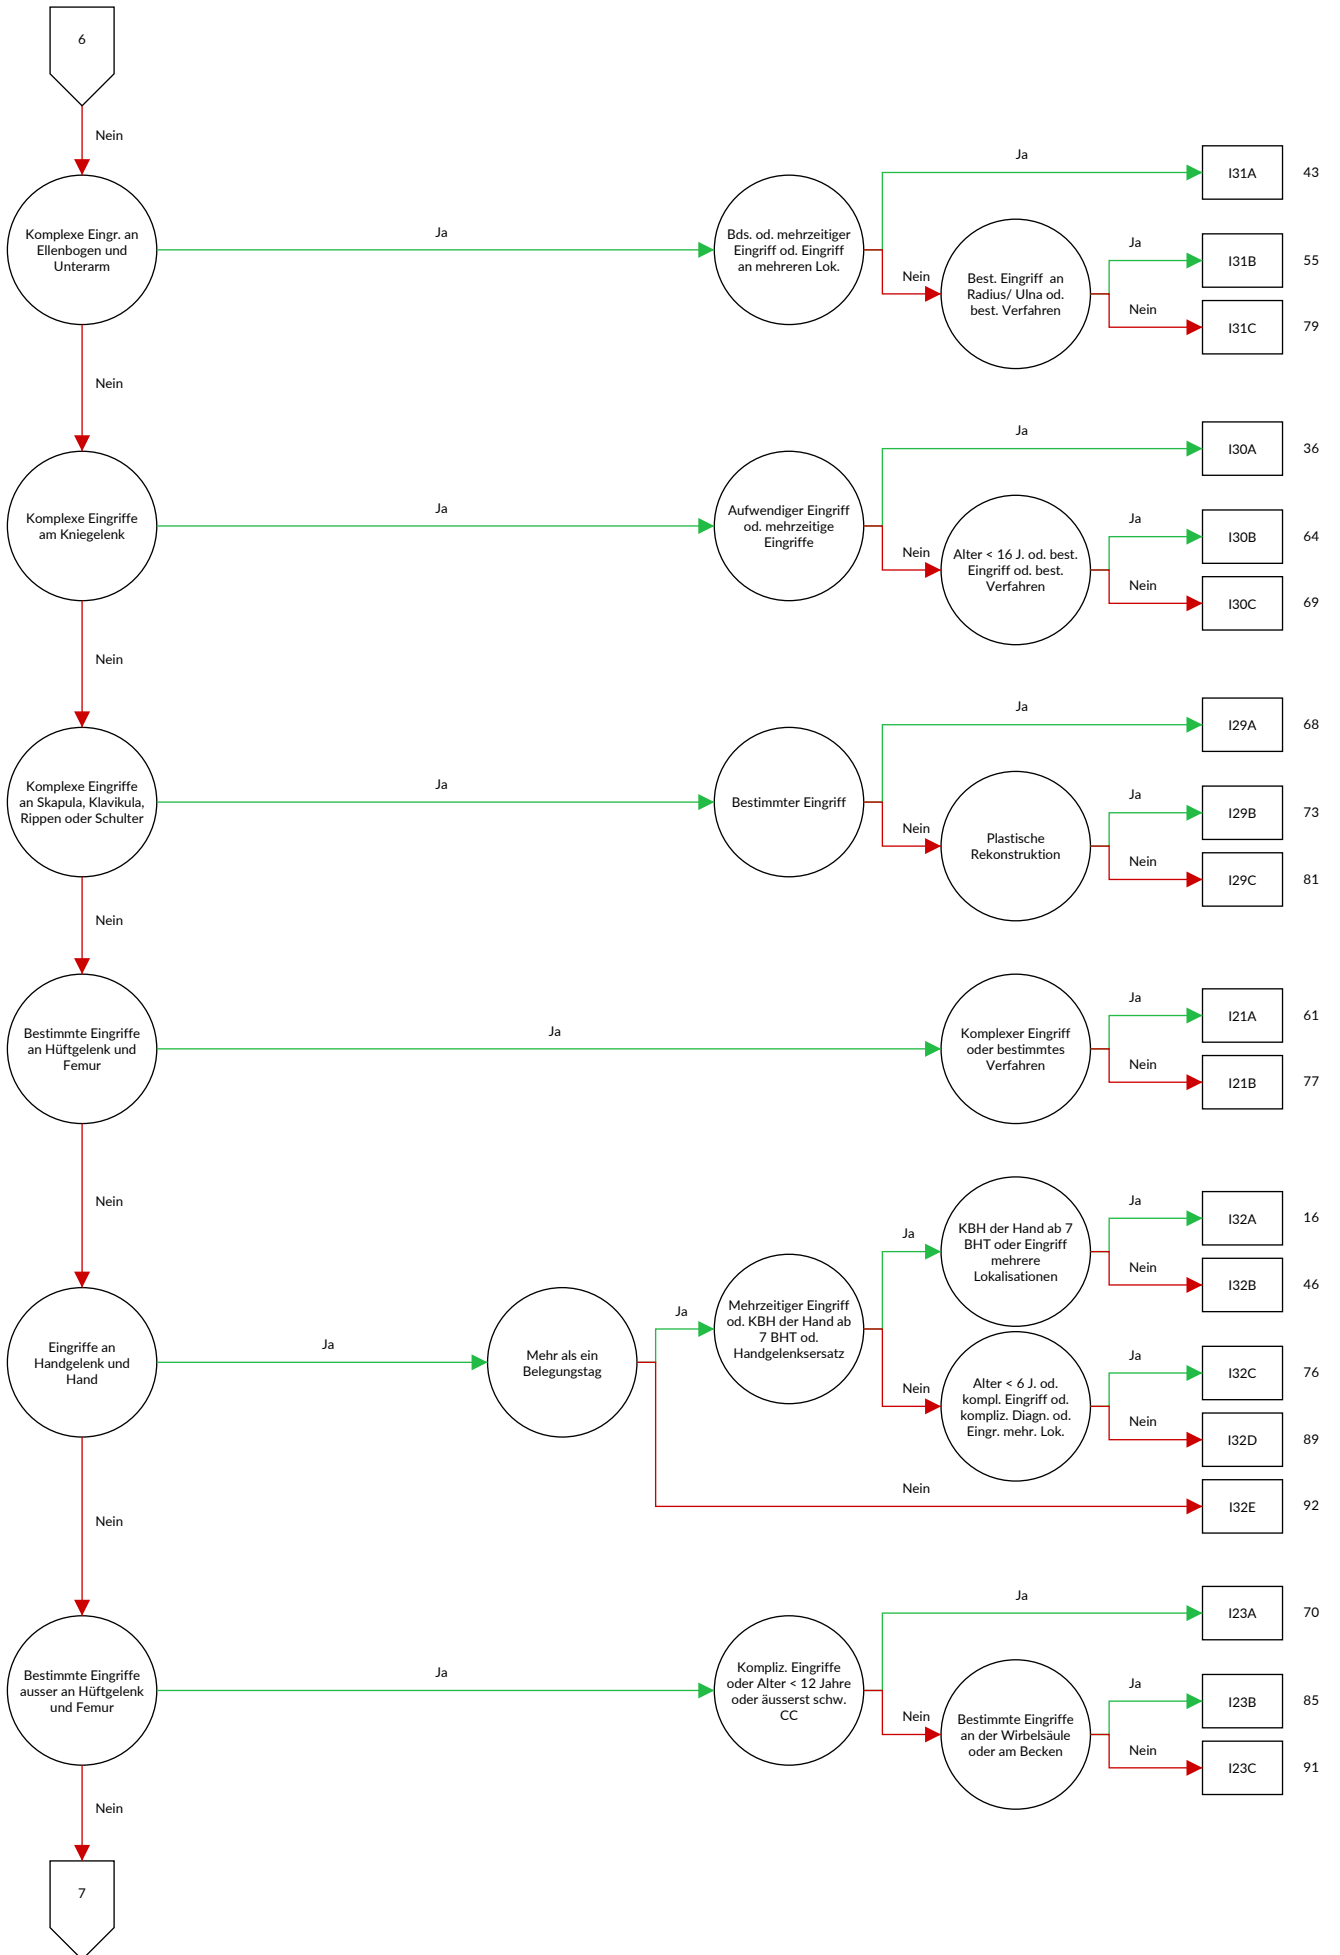 6
Nein
Komplexe Eingr. an
Ellenbogen und
Unterarm
Ja
Bds. od. mehrzeitiger
Eingriff od. Eingriff
an mehreren Lok.
Ja
I31A
43
Nein
Best. Eingriff an
Radius/ Ulna od.
best. Verfahren
Ja
I31B
55
Nein
I31C
79
Nein
Komplexe Eingriffe
am Kniegelenk
Ja
Aufwendiger Eingriff
od. mehrzeitige
Eingriffe
Ja
I30A
36
Nein
Alter < 16 J. od. best.
Eingriff od. best.
Verfahren
Ja
I30B
64
Nein
I30C
69
Nein
Komplexe Eingriffe
an Skapula, Klavikula,
Rippen oder Schulter
Ja
Bestimmter Eingriff
Ja
I29A
68
Nein
Plastische
Rekonstruktion
Ja
I29B
73
Nein
I29C
81
Nein
Bestimmte Eingriffe
an Hüftgelenk und
Femur
Ja
Komplexer Eingriff
oder bestimmtes
Verfahren
Ja
I21A
61
Nein
I21B
77
Nein
Eingriffe an
Handgelenk und
Hand
Ja
Mehr als ein
Belegungstag
Ja
Mehrzeitiger Eingriff
od. KBH der Hand ab
7 BHT od.
Handgelenksersatz
Ja
KBH der Hand ab 7
BHT oder Eingriff
mehrere
Lokalisationen
Ja
I32A
16
Nein
I32B
46
Nein
Alter < 6 J. od.
kompl. Eingriff od.
kompliz. Diagn. od.
Eingr. mehr. Lok.
Ja
I32C
76
Nein
I32D
89
Nein
I32E
92
Nein
Bestimmte Eingriffe
ausser an Hüftgelenk
und Femur
Ja
Kompliz. Eingriffe
oder Alter < 12 Jahre
oder äusserst schw.
CC
Ja
I23A
70
Nein
Bestimmte Eingriffe
an der Wirbelsäule
oder am Becken
Ja
I23B
85
Nein
I23C
91
Nein
7